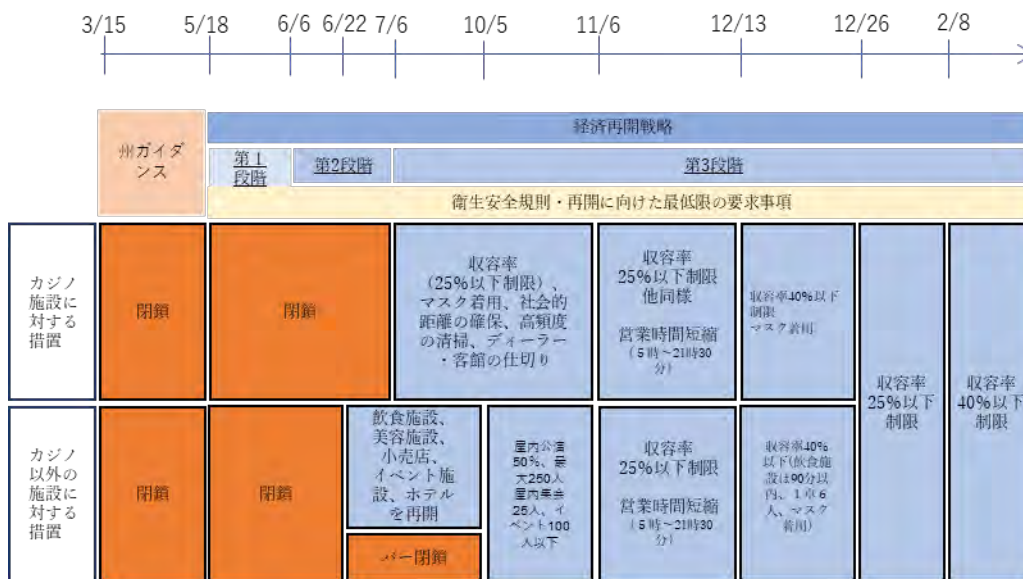 3/15 5/18 6/6 6/22 7/6 10/5 11/6 12/13 12/26 2/8
州ガイダ
ンス
経済再開戦略
第1
段階
第2段階
第3段階
衛生安全規則・再開に向けた最低限の要求事項
カジノ
施設に
対する
措置
閉鎖
閉鎖
収容率
(25%以下制限)、
マスク着用、社会的
距離の確保、高頻度
の清掃、ディーラー
・客館の仕切り
収容率
25%以下制限
他同様
営業時間短縮
(5時～21時30
分)
収容率40%以下
制限
マスク着用
収容率
25%以下
制限
収容率
40%以下
制限
カジノ
以外の
施設に
対する
措置
閉鎖
閉鎖
飲食施設、
美容施設、
小売店、
イベント施
設、ホテル
を再開
バー閉鎖
屋内公演
50%、最
大250人
屋内集会
25人、イ
ベント100
人以下
収容率
25%以下制限
営業時間短縮
(5時～21時30
分)
収容率40%
以下(飲食施
設は90分以
内、1卓6
人、マスク
着用)